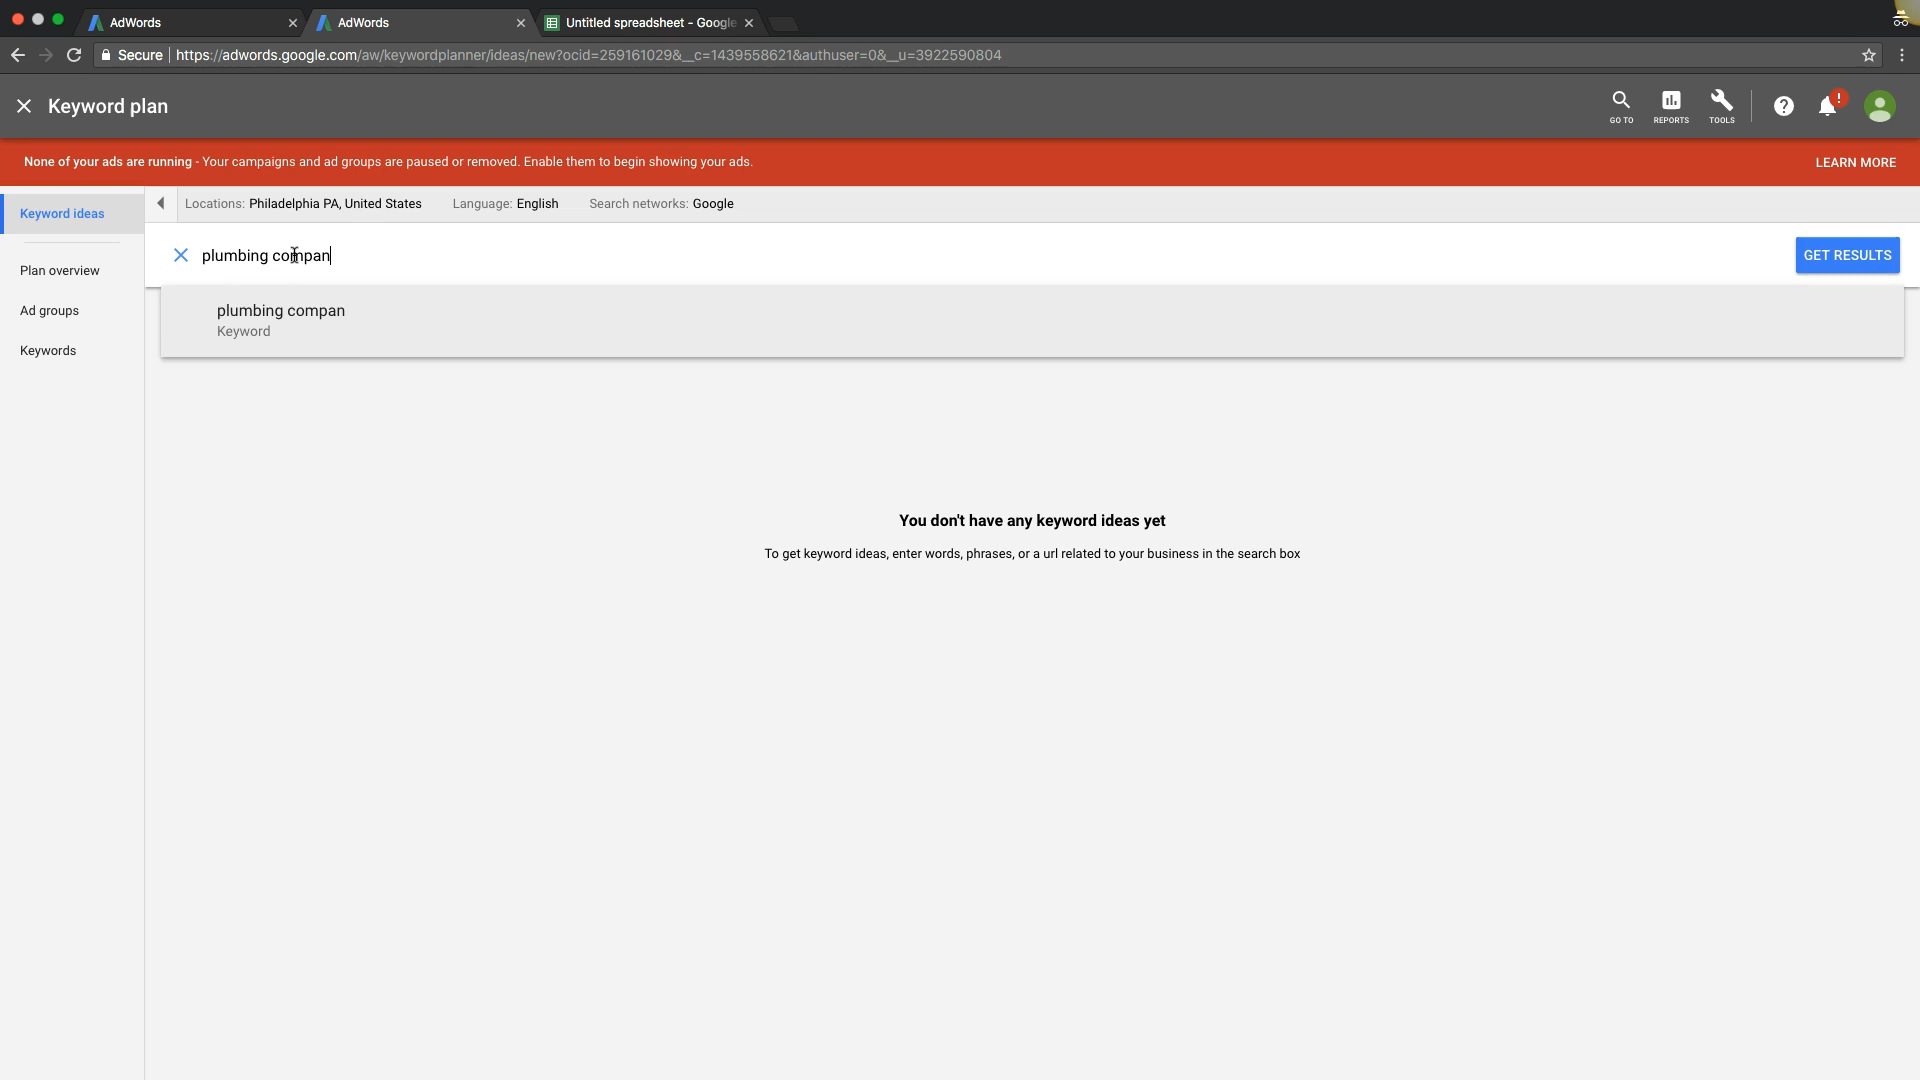 AdWords
AdWords
Untitled spreadsheet - Google
Secure https://adwords.google.com/aw/keywordplanner/ideas/new?ocid=259161029&__c=1439558621&authuser=0&__u=3922590804
Keyword plan
GO TO
REPORTS
TOOLS
?
!
None of your ads are running - Your campaigns and ad groups are paused or removed. Enable them to begin showing your ads.
LEARN MORE
Keyword ideas
Plan overview
Ad groups
Keywords
Locations: Philadelphia PA, United States Language: English Search networks: Google
plumbing compan
GET RESULTS
plumbing compan
Keyword
You don't have any keyword ideas yet
To get keyword ideas, enter words, phrases, or a url related to your business in the search box